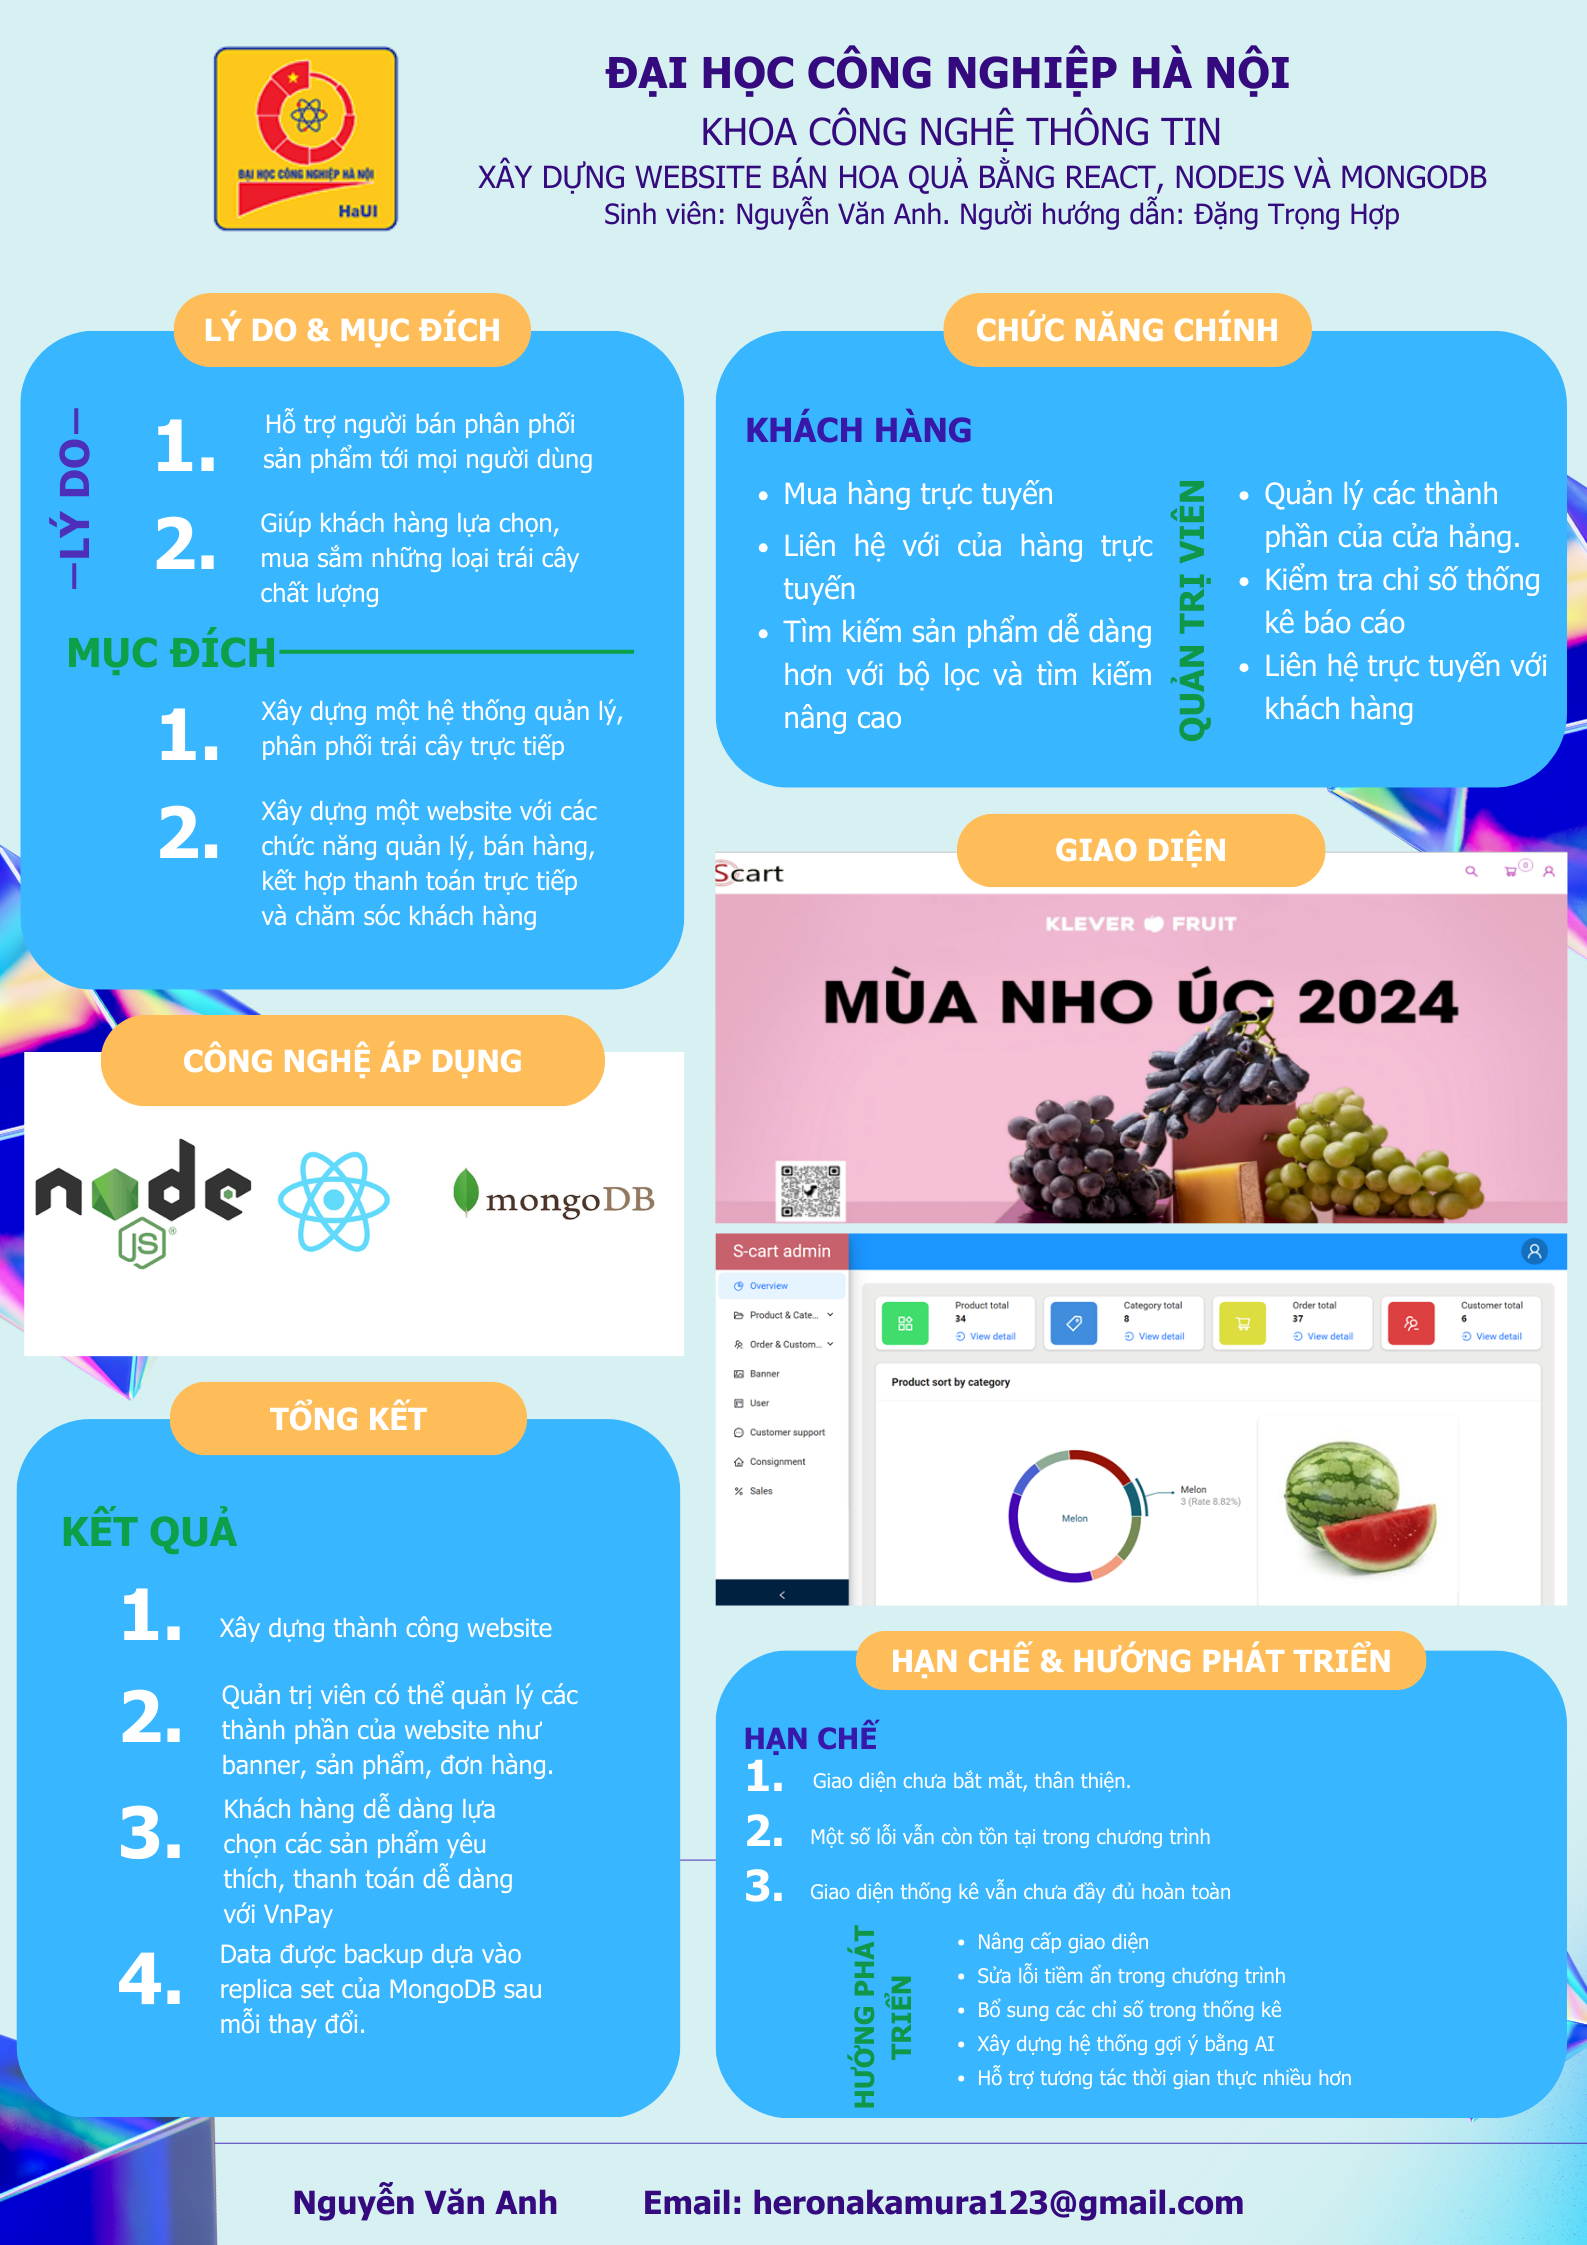 ĐẠI HỌC CÔNG NGHIỆP HÀ NỘI
HaUI
ĐẠI HỌC CÔNG NGHIỆP HÀ NỘI
KHOA CÔNG NGHỆ THÔNG TIN
XÂY DỰNG WEBSITE BÁN HOA QUẢ BẰNG REACT, NODEJS VÀ MONGODB
Sinh viên: Nguyễn Văn Anh. Người hướng dẫn: Đặng Trọng Hợp
LÝ DO & MỤC ĐÍCH
LÝ DO
1.
Hỗ trợ người bán phân phối
sản phẩm tới mọi người dùng
2.
Giúp khách hàng lựa chọn,
mua sắm những loại trái cây
chất lượng
MỤC ĐÍCH
1.
Xây dựng một hệ thống quản lý,
phân phối trái cây trực tiếp
2.
Xây dựng một website với các
chức năng quản lý, bán hàng,
kết hợp thanh toán trực tiếp
và chăm sóc khách hàng
CÔNG NGHỆ ÁP DỤNG
node
JS
®
mongoDB
TỔNG KẾT
KẾT QUẢ
1.
Xây dựng thành công website
2.
Quản trị viên có thể quản lý các
thành phần của website như
banner, sản phẩm, đơn hàng.
3.
Khách hàng dễ dàng lựa
chọn các sản phẩm yêu
thích, thanh toán dễ dàng
với VnPay
4.
Data được backup dựa vào
replica set của MongoDB sau
mỗi thay đổi.
CHỨC NĂNG CHÍNH
KHÁCH HÀNG
• Mua hàng trực tuyến
• Liên hệ với của hàng trực
tuyến
• Tìm kiếm sản phẩm dễ dàng
hơn với bộ lọc và tìm kiếm
nâng cao
QUẢN TRỊ VIÊN
• Quản lý các thành
phần của cửa hảng.
• Kiểm tra chỉ số thống
kê báo cáo
• Liên hệ trực tuyến với
khách hàng
GIAO DIỆN
Scart
0
KLEVER FRUIT
MÙA NHO ÚC 2024
S-cart admin
Overview
Product & Cate...
Order & Custom...
Banner
User
Customer support
Consignment
Sales
<
Product total
34
View detail
Category total
8
View detail
Order total
37
View detail
Customer total
6
View detail
Product sort by category
Melon
Melon
3 (Rate 8.82%)
HẠN CHẾ & HƯỚNG PHÁT TRIỂN
HẠN CHẾ
1.
Giao diện chưa bắt mắt, thân thiện.
2.
Một số lỗi vẫn còn tồn tại trong chương trình
3.
Giao diện thống kê vẫn chưa đầy đủ hoàn toàn
HƯỚNG PHÁT
TRIỂN
• Nâng cấp giao diện
• Sửa lỗi tiềm ẩn trong chương trình
• Bổ sung các chỉ số trong thống kê
• Xây dựng hệ thống gợi ý bằng AI
• Hỗ trợ tương tác thời gian thực nhiều hơn
Nguyễn Văn Anh
Email: heronakamura123@gmail.com